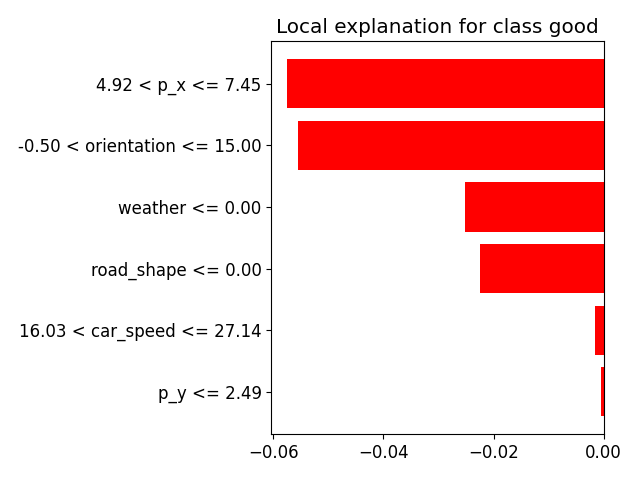 Local explanation for class good
4.92 < p_x <= 7.45
-0.50 < orientation <= 15.00
weather <= 0.00
road_shape <= 0.00
16.03 < car_speed <= 27.14
p_y <= 2.49
−0.06 −0.04 −0.02 0.00